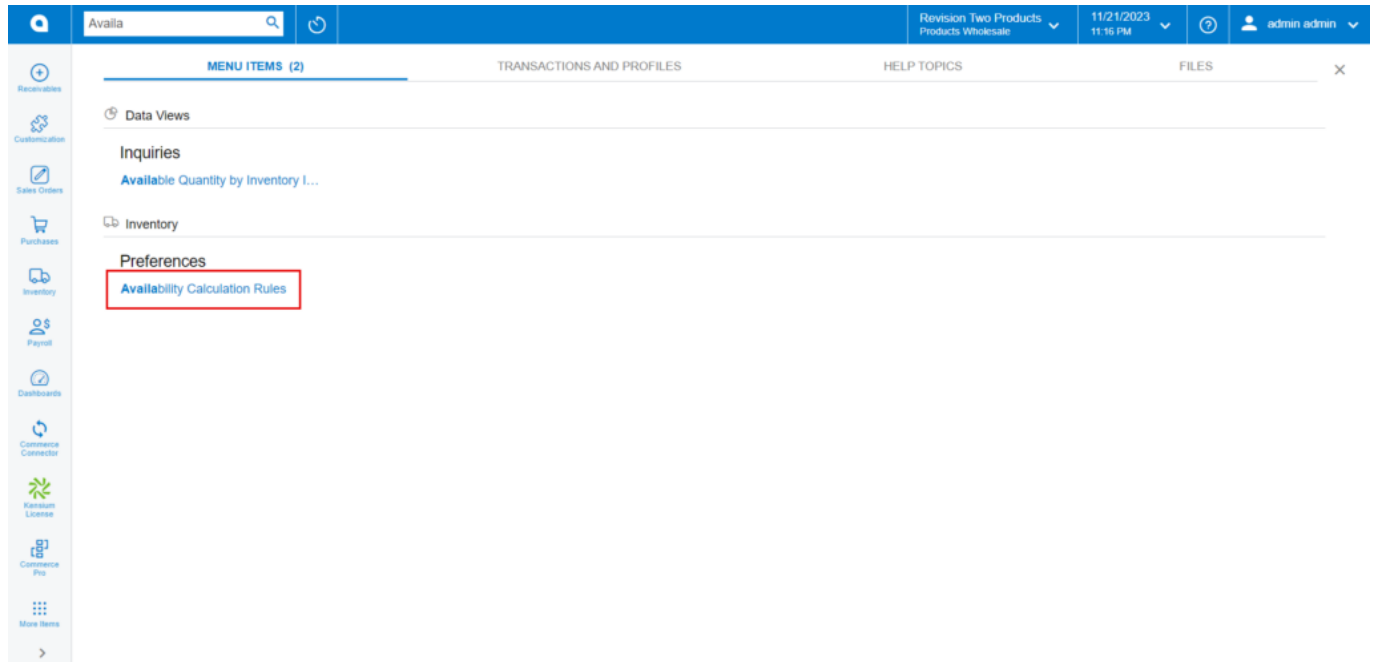 Availa
Revision Two Products
Products Wholesale
11/21/2023
11:16 PM
admin admin
MENU ITEMS (2)
TRANSACTIONS AND PROFILES
HELP TOPICS
FILES
Receivables
Customization
Sales Orders
Purchases
Inventory
Payroll
Dashboards
Commerce
Connector
Kensium
License
Commerce
Pro
More Items
Data Views
Inquiries
Available Quantity by Inventory I...
Inventory
Preferences
Availability Calculation Rules